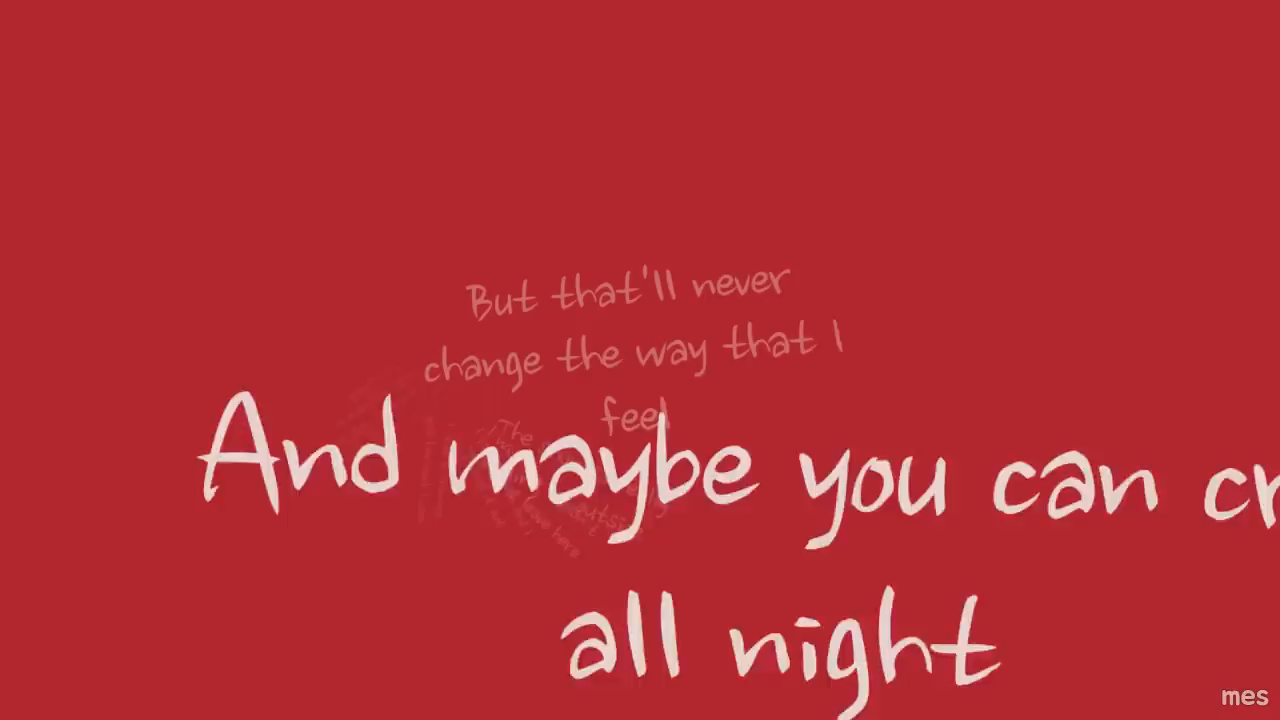 But that'll never
change the way that I
feel
And maybe you can cr
all night
mes